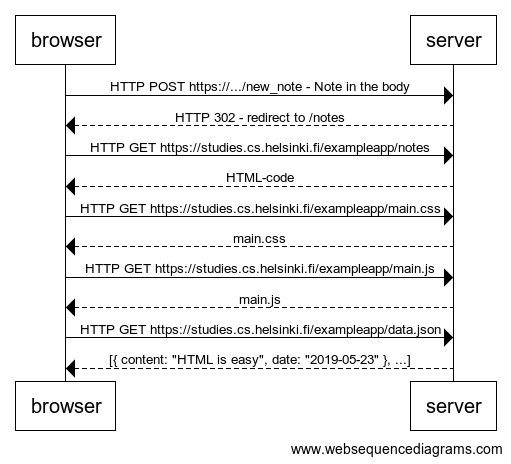 browser server
HTTP POST https://.../new_note - Note in the body
HTTP 302 - redirect to /notes
HTTP GET https://studies.cs.helsinki.fi/exampleapp/notes
HTML-code
HTTP GET https://studies.cs.helsinki.fi/exampleapp/main.css
main.css
HTTP GET https://studies.cs.helsinki.fi/exampleapp/main.js
main.js
HTTP GET https://studies.cs.helsinki.fi/exampleapp/data.json
[{ content: "HTML is easy", date: "2019-05-23" }, ...]
browser server
www.websequencediagrams.com